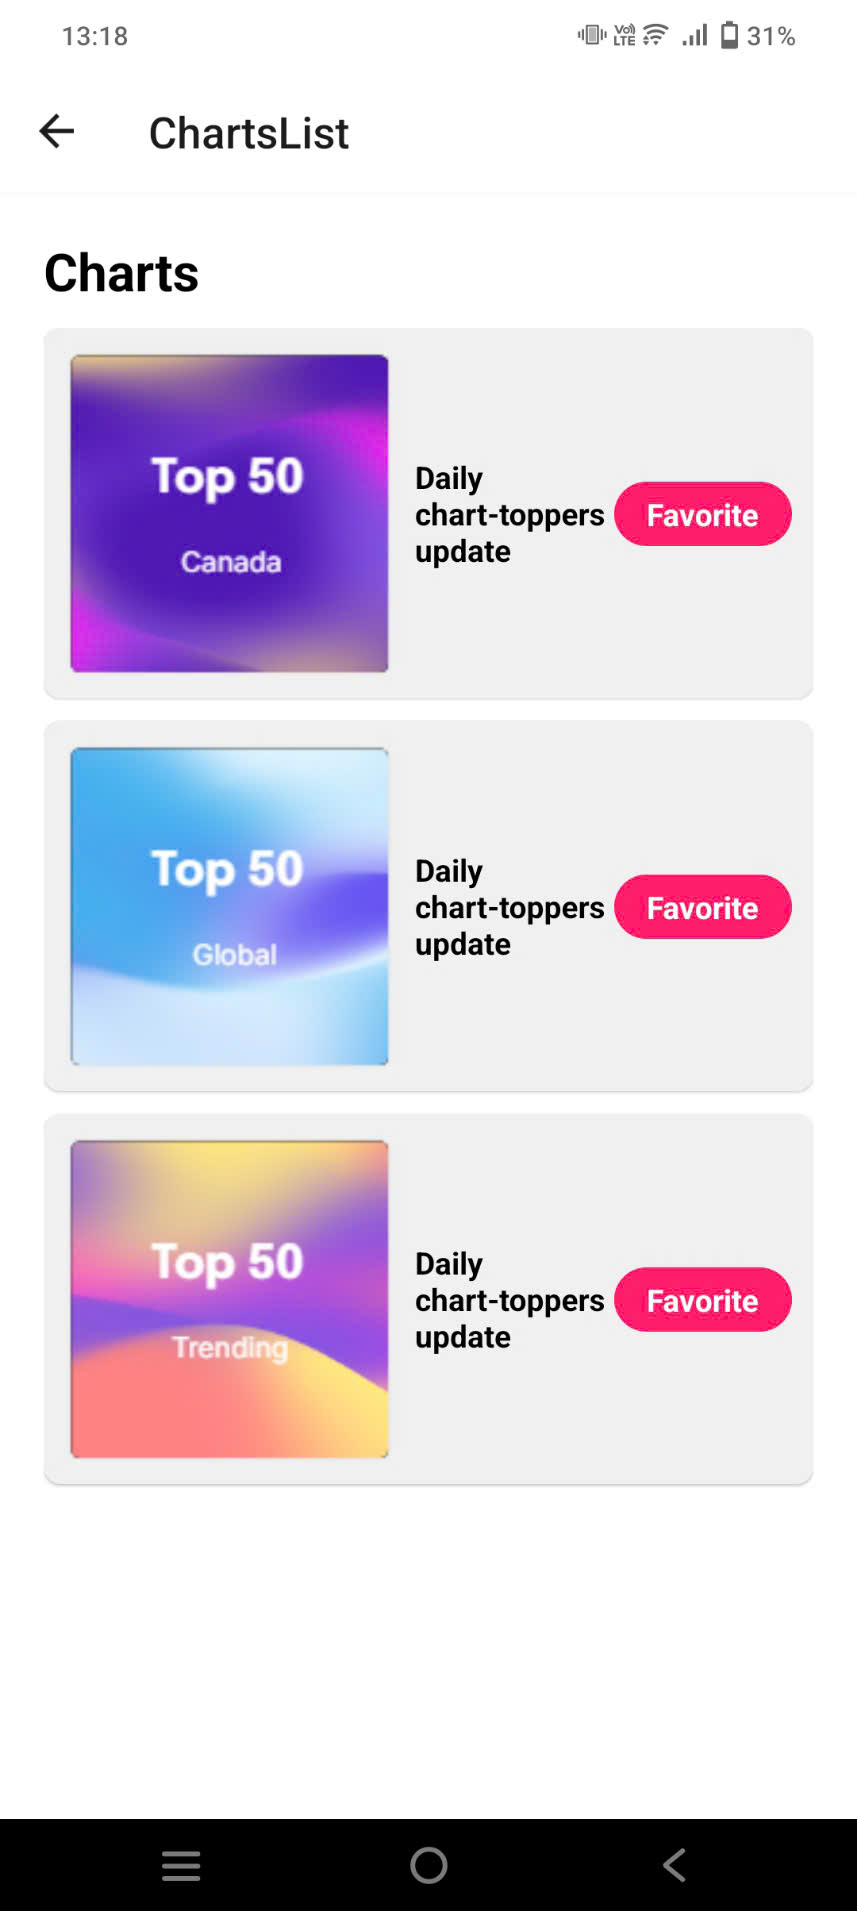 13:18
Vo)) LTE 31%
ChartsList
Charts
Top 50
Canada
Daily
chart-toppers
update
Favorite
Top 50
Global
Daily
chart-toppers
update
Favorite
Top 50
Trending
Daily
chart-toppers
update
Favorite